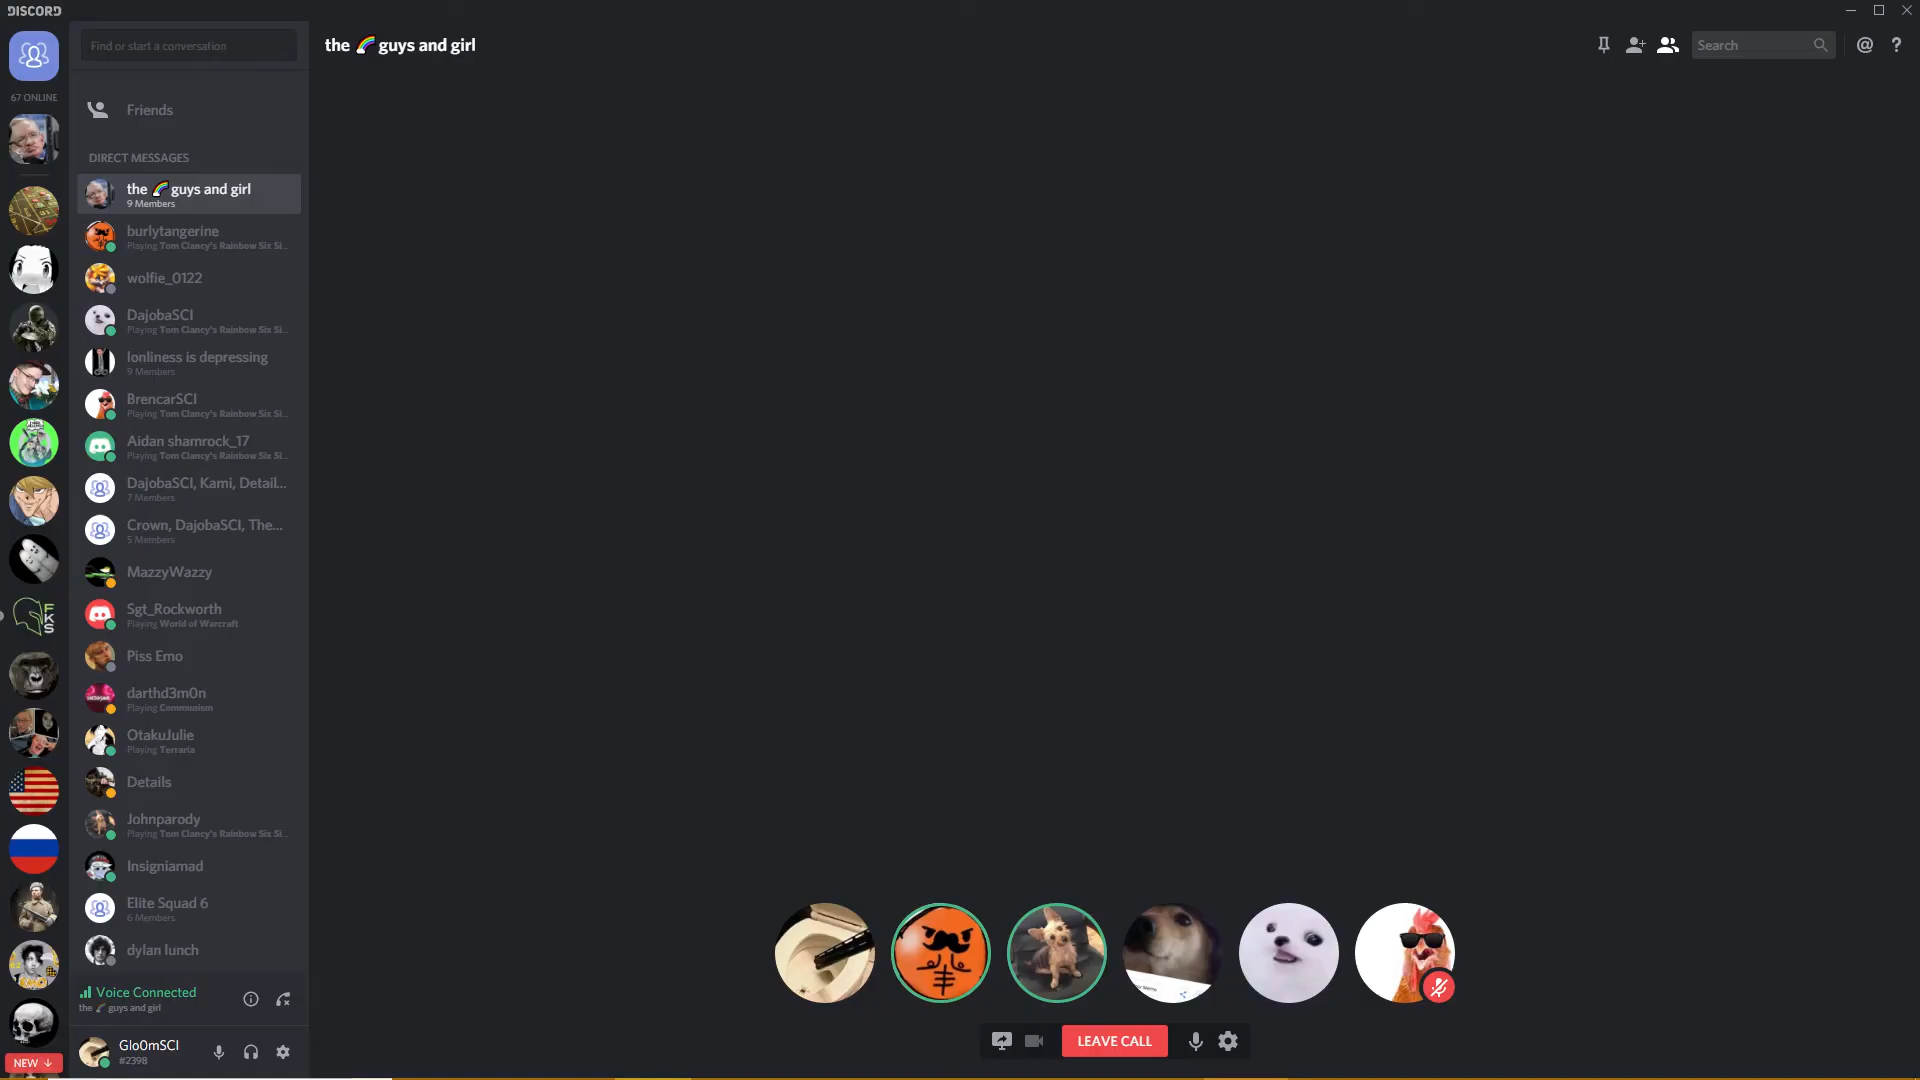 DISCORD
Find or start a conversation
67 ONLINE
Friends
DIRECT MESSAGES
the 🌈 guys and girl
9 Members
burlytangerine
Playing Tom Clancy's Rainbow Six Si...
wolfie_0122
DajobaSCI
Playing Tom Clancy's Rainbow Six Si...
lonliness is depressing
9 Members
BrencarSCI
Playing Tom Clancy's Rainbow Six Si...
Aidan shamrock_17
Playing Tom Clancy's Rainbow Six Si...
DajobaSCI, Kami, Detail...
7 Members
Crown, DajobaSCI, The...
5 Members
MazzyWazzy
Sgt_Rockworth
Playing World of Warcraft
Piss Emo
darthd3m0n
Playing Communism
OtakuJulie
Playing Terraria
Details
Johnparody
Playing Tom Clancy's Rainbow Six Si...
Insigniamad
Elite Squad 6
6 Members
dylan lunch
Voice Connected
the 🌈 guys and girl
Glo0mSCI
#2398
FKS
NEW ↓
the 🌈 guys and girl
Search
LEAVE CALL